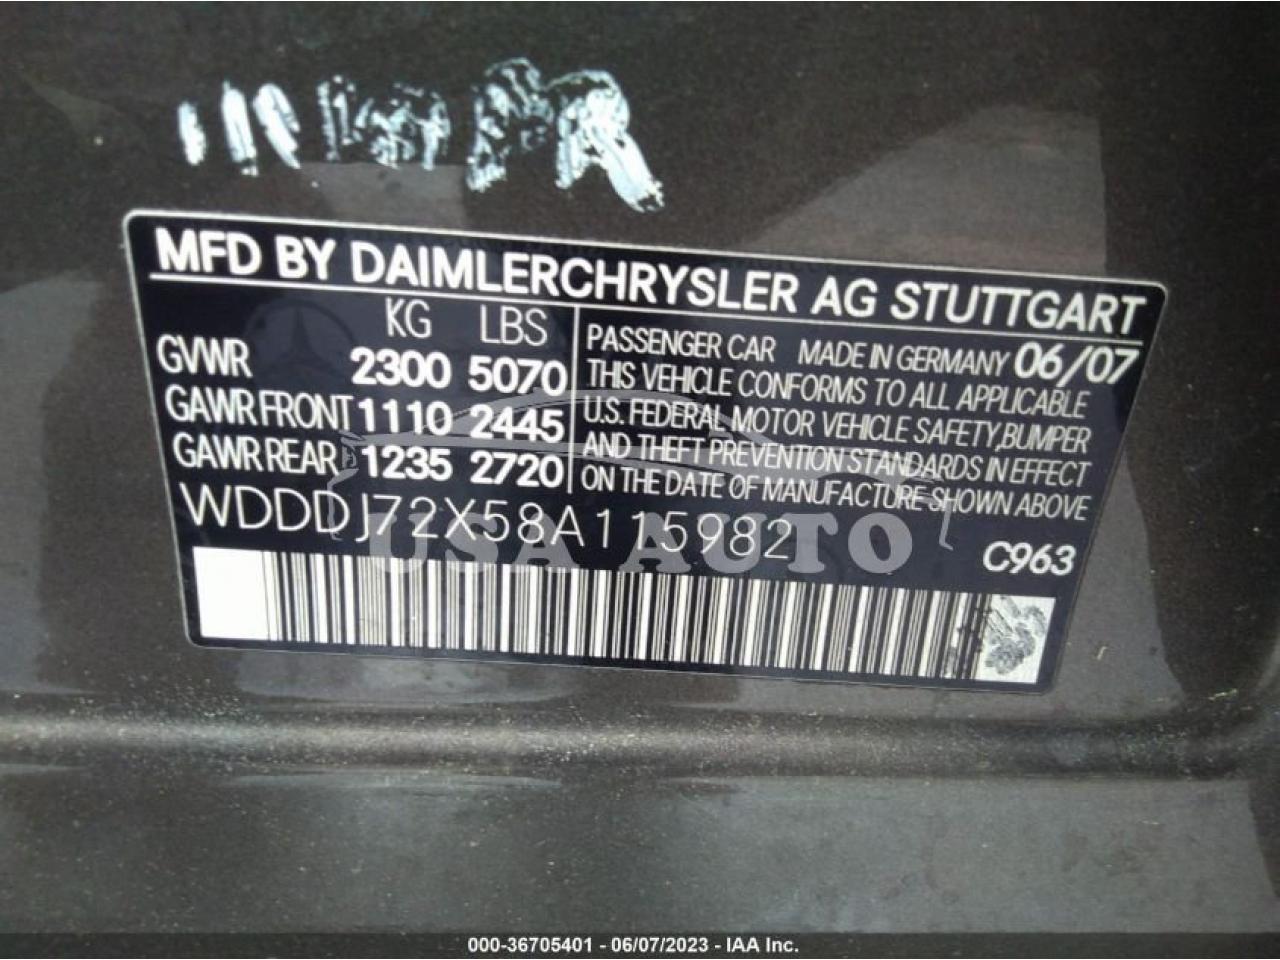 MFD BY DAIMLERCHRYSLER AG STUTTGART
KG LBS
GVWR 2300 5070
GAWR FRONT 1110 2445
GAWR REAR 1235 2720
PASSENGER CAR MADE IN GERMANY 06/07
THIS VEHICLE CONFORMS TO ALL APPLICABLE
U.S. FEDERAL MOTOR VEHICLE SAFETY, BUMPER
AND THEFT PREVENTION STANDARDS IN EFFECT
ON THE DATE OF MANUFACTURE SHOWN ABOVE
WDDDJ72X58A115982
USA AUTO
C963
000-36705401 - 06/07/2023 - IAA Inc.